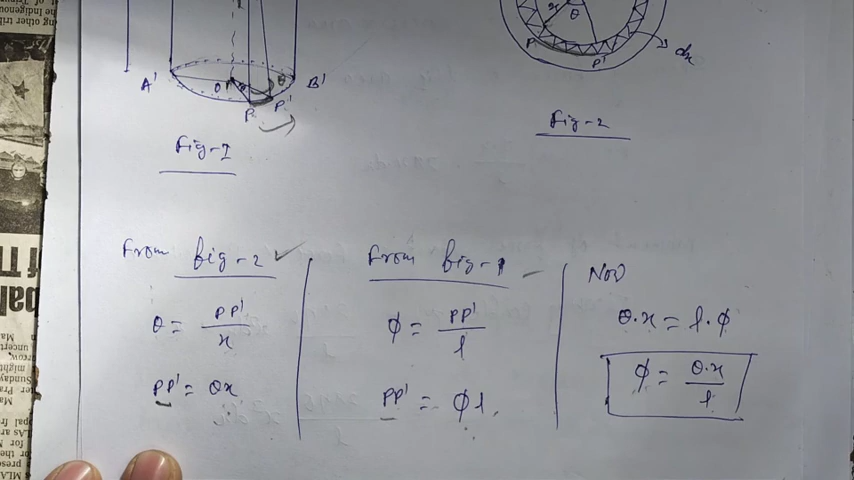 A'
O
θ
B'
P
P'
Fig-1
x
θ
P
P'
dx
Fig-2
From fig-2 ✓
θ = PP'/x
PP' = θx
From fig-1
φ = PP'/l
PP' = φl.
Now
θ.x = l.φ
φ = θ.x/l